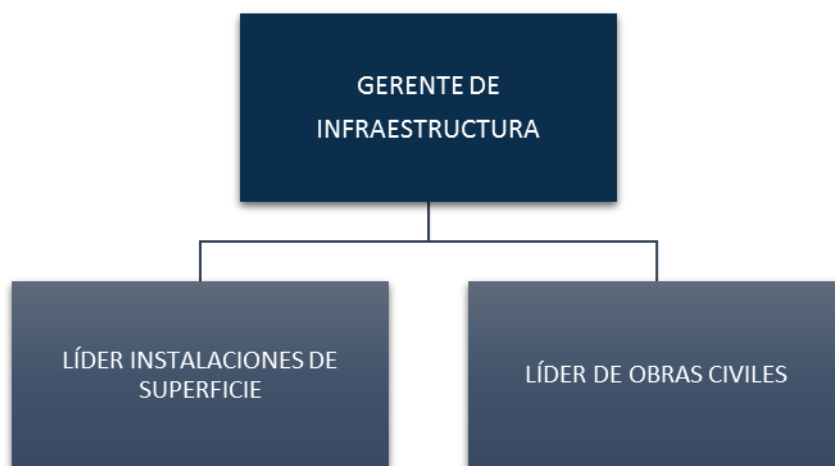 GERENTE DE
INFRAESTRUCTURA
LÍDER INSTALACIONES DE
SUPERFICIE
LÍDER DE OBRAS CIVILES